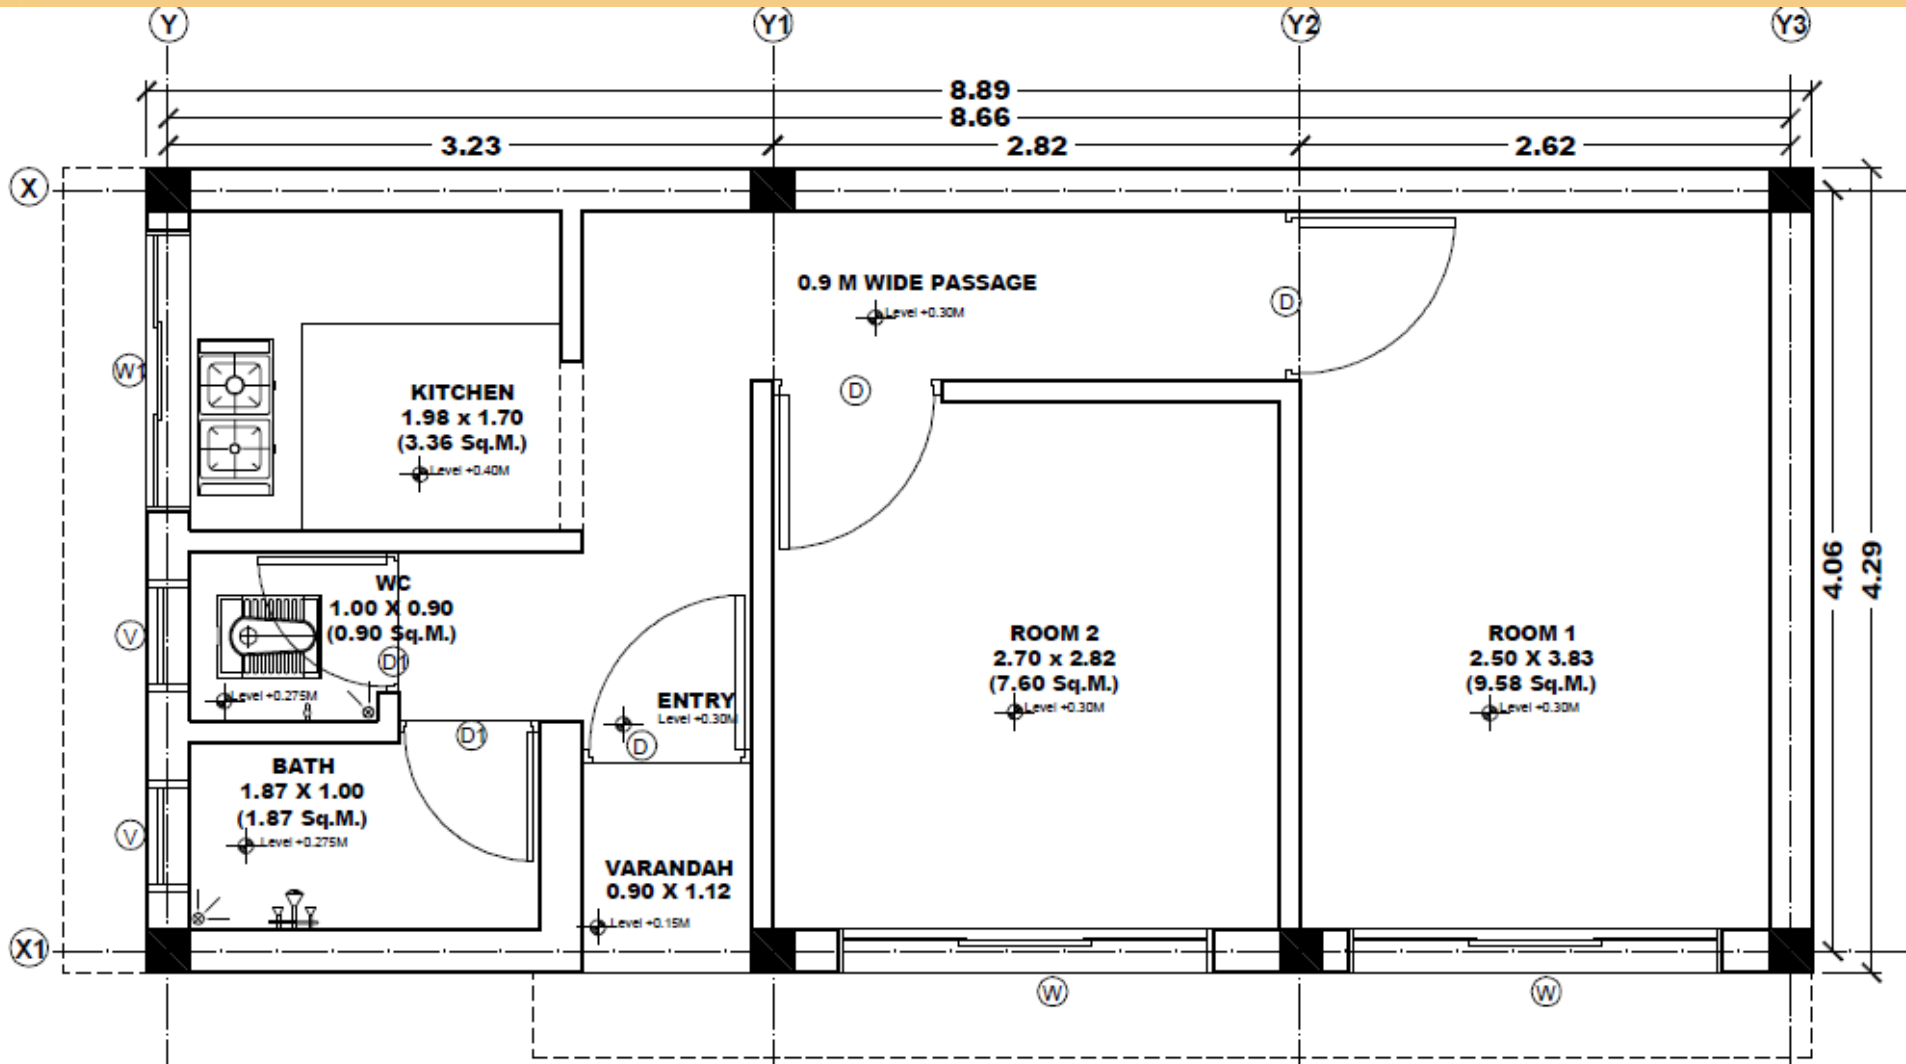 Y
Y1
Y2
Y3
8.89
8.66
3.23
2.82
2.62
X
0.9 M WIDE PASSAGE
Level +0.30M
D
W1
D
KITCHEN
1.98 x 1.70
(3.36 Sq.M.)
Level +0.40M
4.06
4.29
WC
1.00 X 0.90
(0.90 Sq.M.)
V
D1
Level +0.275M
ROOM 2
2.70 x 2.82
(7.60 Sq.M.)
Level +0.30M
ROOM 1
2.50 X 3.83
(9.58 Sq.M.)
Level +0.30M
ENTRY
Level +0.30M
D1
D
BATH
1.87 X 1.00
(1.87 Sq.M.)
Level +0.275M
V
VARANDAH
0.90 X 1.12
Level +0.15M
X1
W
W